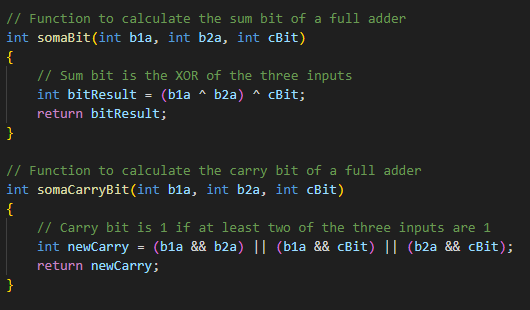 // Function to calculate the sum bit of a full adder
int somaBit(int b1a, int b2a, int cBit)
{
    // Sum bit is the XOR of the three inputs
    int bitResult = (b1a ^ b2a) ^ cBit;
    return bitResult;
}

// Function to calculate the carry bit of a full adder
int somaCarryBit(int b1a, int b2a, int cBit)
{
    // Carry bit is 1 if at least two of the three inputs are 1
    int newCarry = (b1a && b2a) || (b1a && cBit) || (b2a && cBit);
    return newCarry;
}